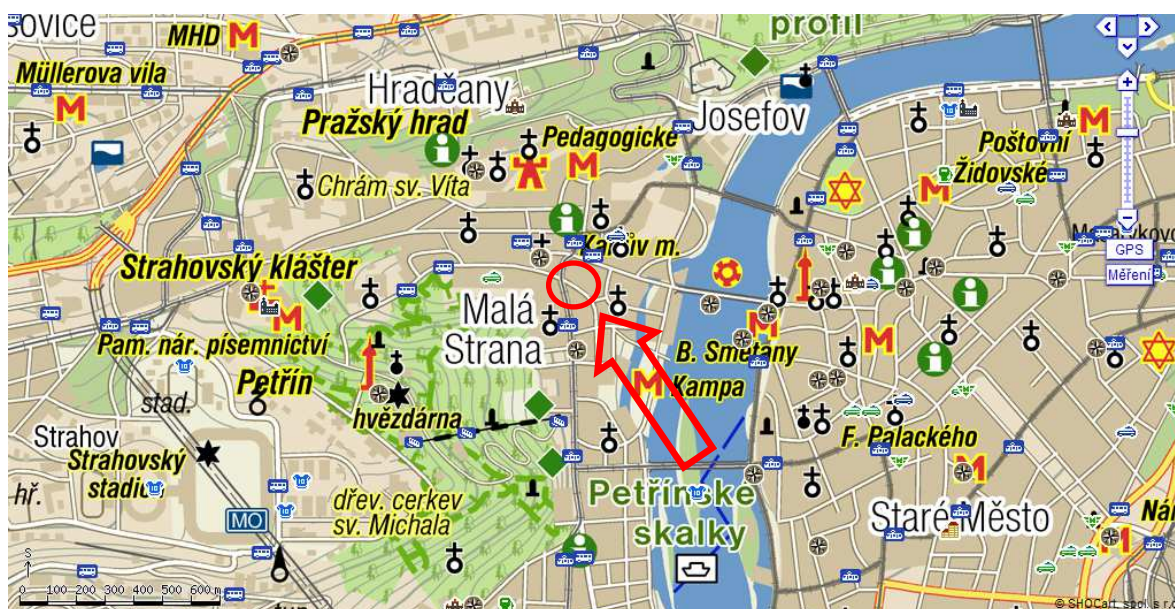 profil
MHD
Müllerova vila
Hradčany
Pražský hrad
Josefov
Pedagogické
Poštovní
Židovské
Chrám sv. Víta
Karlův m.
GPS
Měření
Strahovský klášter
Malá
Strana
Pam. nár. písemnictví
B. Smetany
Petřín
Kampa
stad.
hvězdárna
F. Palackého
Strahov
Strahovský
stadion
hř.
dřev. cerkev
sv. Michala
MO
Petřínské
skalky
Staré Město
S
0 100 200 300 400 500 600 m
© SHOCart, spol. s r.